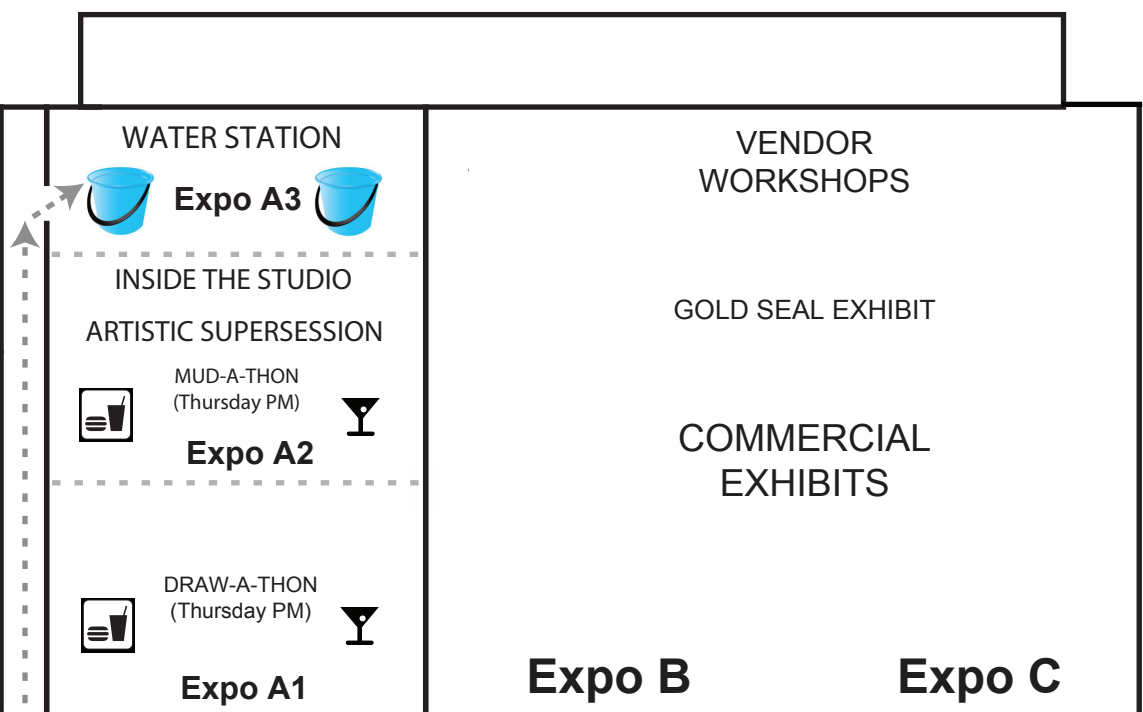 WATER STATION
Expo A3
INSIDE THE STUDIO
ARTISTIC SUPERSESSION
MUD-A-THON
(Thursday PM)
Expo A2
DRAW-A-THON
(Thursday PM)
Expo A1
VENDOR
WORKSHOPS
GOLD SEAL EXHIBIT
COMMERCIAL
EXHIBITS
Expo B
Expo C